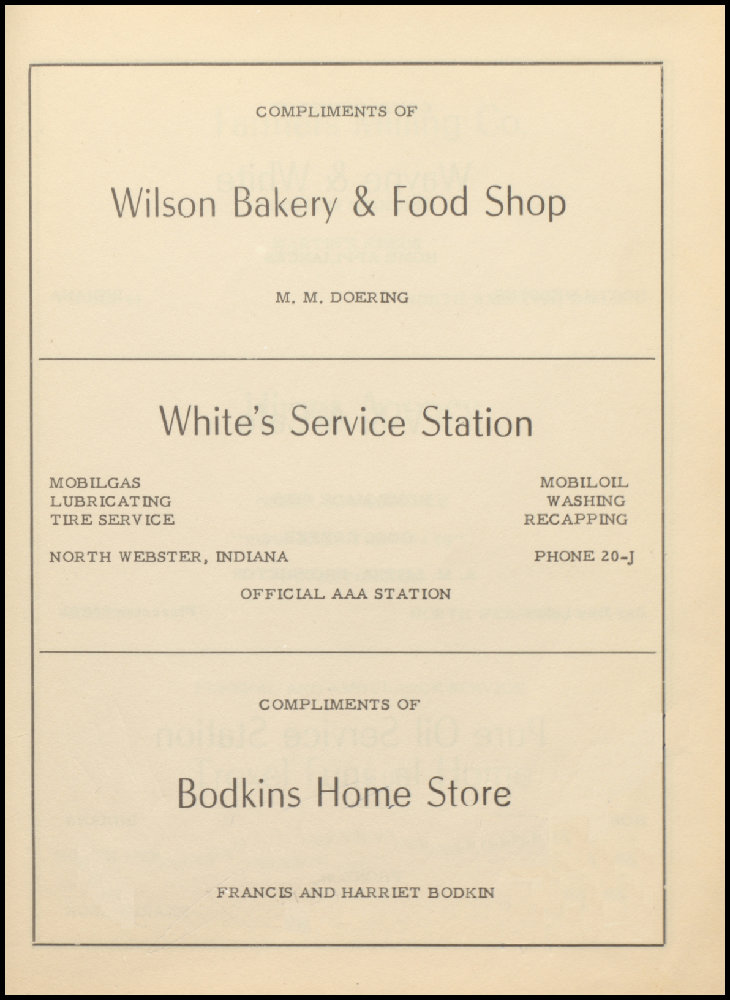 COMPLIMENTS OF
Wilson Bakery & Food Shop
M. M. DOERING
White's Service Station
MOBILGAS MOBILOIL
LUBRICATING WASHING
TIRE SERVICE RECAPPING
NORTH WEBSTER, INDIANA PHONE 20-J
OFFICIAL AAA STATION
COMPLIMENTS OF
Bodkins Home Store
FRANCIS AND HARRIET BODKIN